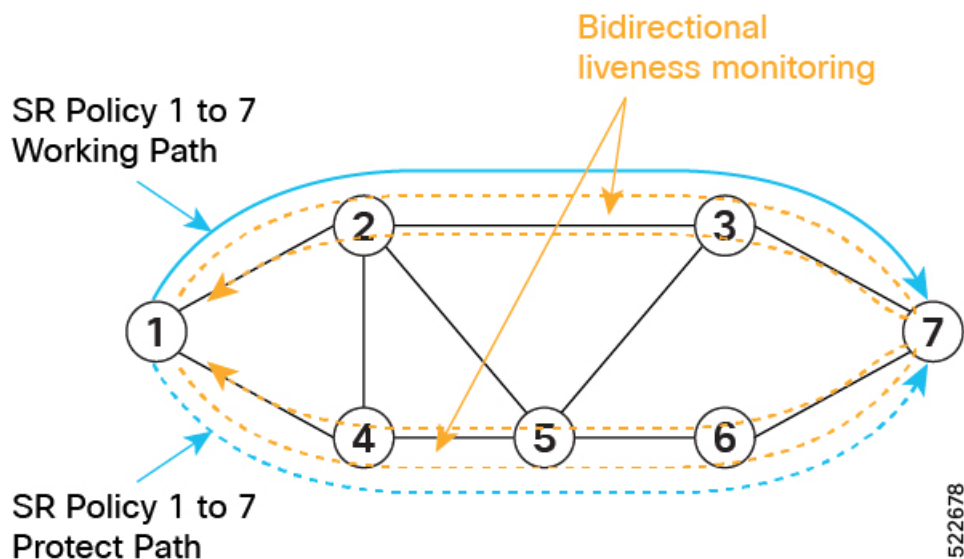 Bidirectional
liveness monitoring
SR Policy 1 to 7
Working Path
2
3
1
7
4
5
6
SR Policy 1 to 7
Protect Path
522678